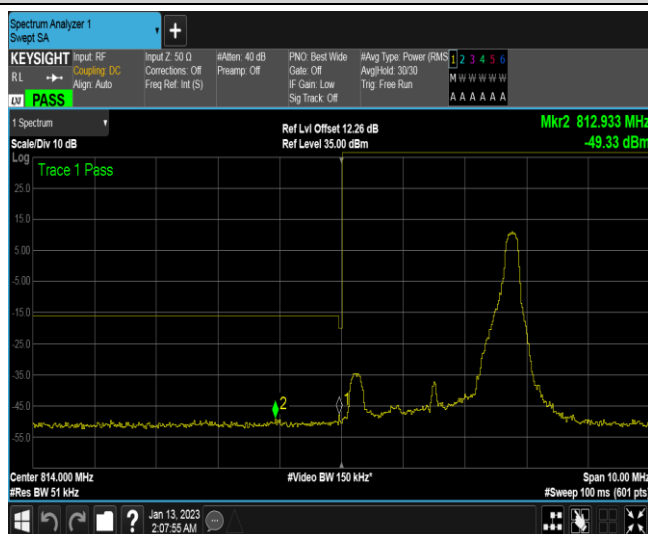 Spectrum Analyzer 1
Swept SA
+
KEYSIGHT
RL
LXI PASS
Input: RF
Coupling: DC
Align: Auto
Input Z: 50 Ω
Corrections: Off
Freq Ref: Int (S)
#Atten: 40 dB
Preamp: Off
PNO: Best Wide
Gate: Off
IF Gain: Low
Sig Track: Off
#Avg Type: Power (RMS
Avg|Hold: 30/30
Trig: Free Run
1 2 3 4 5 6
M W W W W W
A A A A A A
1 Spectrum
Scale/Div 10 dB
Ref Lvl Offset 12.26 dB
Ref Level 35.00 dBm
Mkr2 812.933 MHz
-49.33 dBm
Log
Trace 1 Pass
25.0
15.0
5.00
-5.00
-15.0
-25.0
-35.0
-45.0
-55.0
2
1
Center 814.000 MHz
#Res BW 51 kHz
#Video BW 150 kHz*
Span 10.00 MHz
#Sweep 100 ms (601 pts)
?
Jan 13, 2023
2:07:55 AM